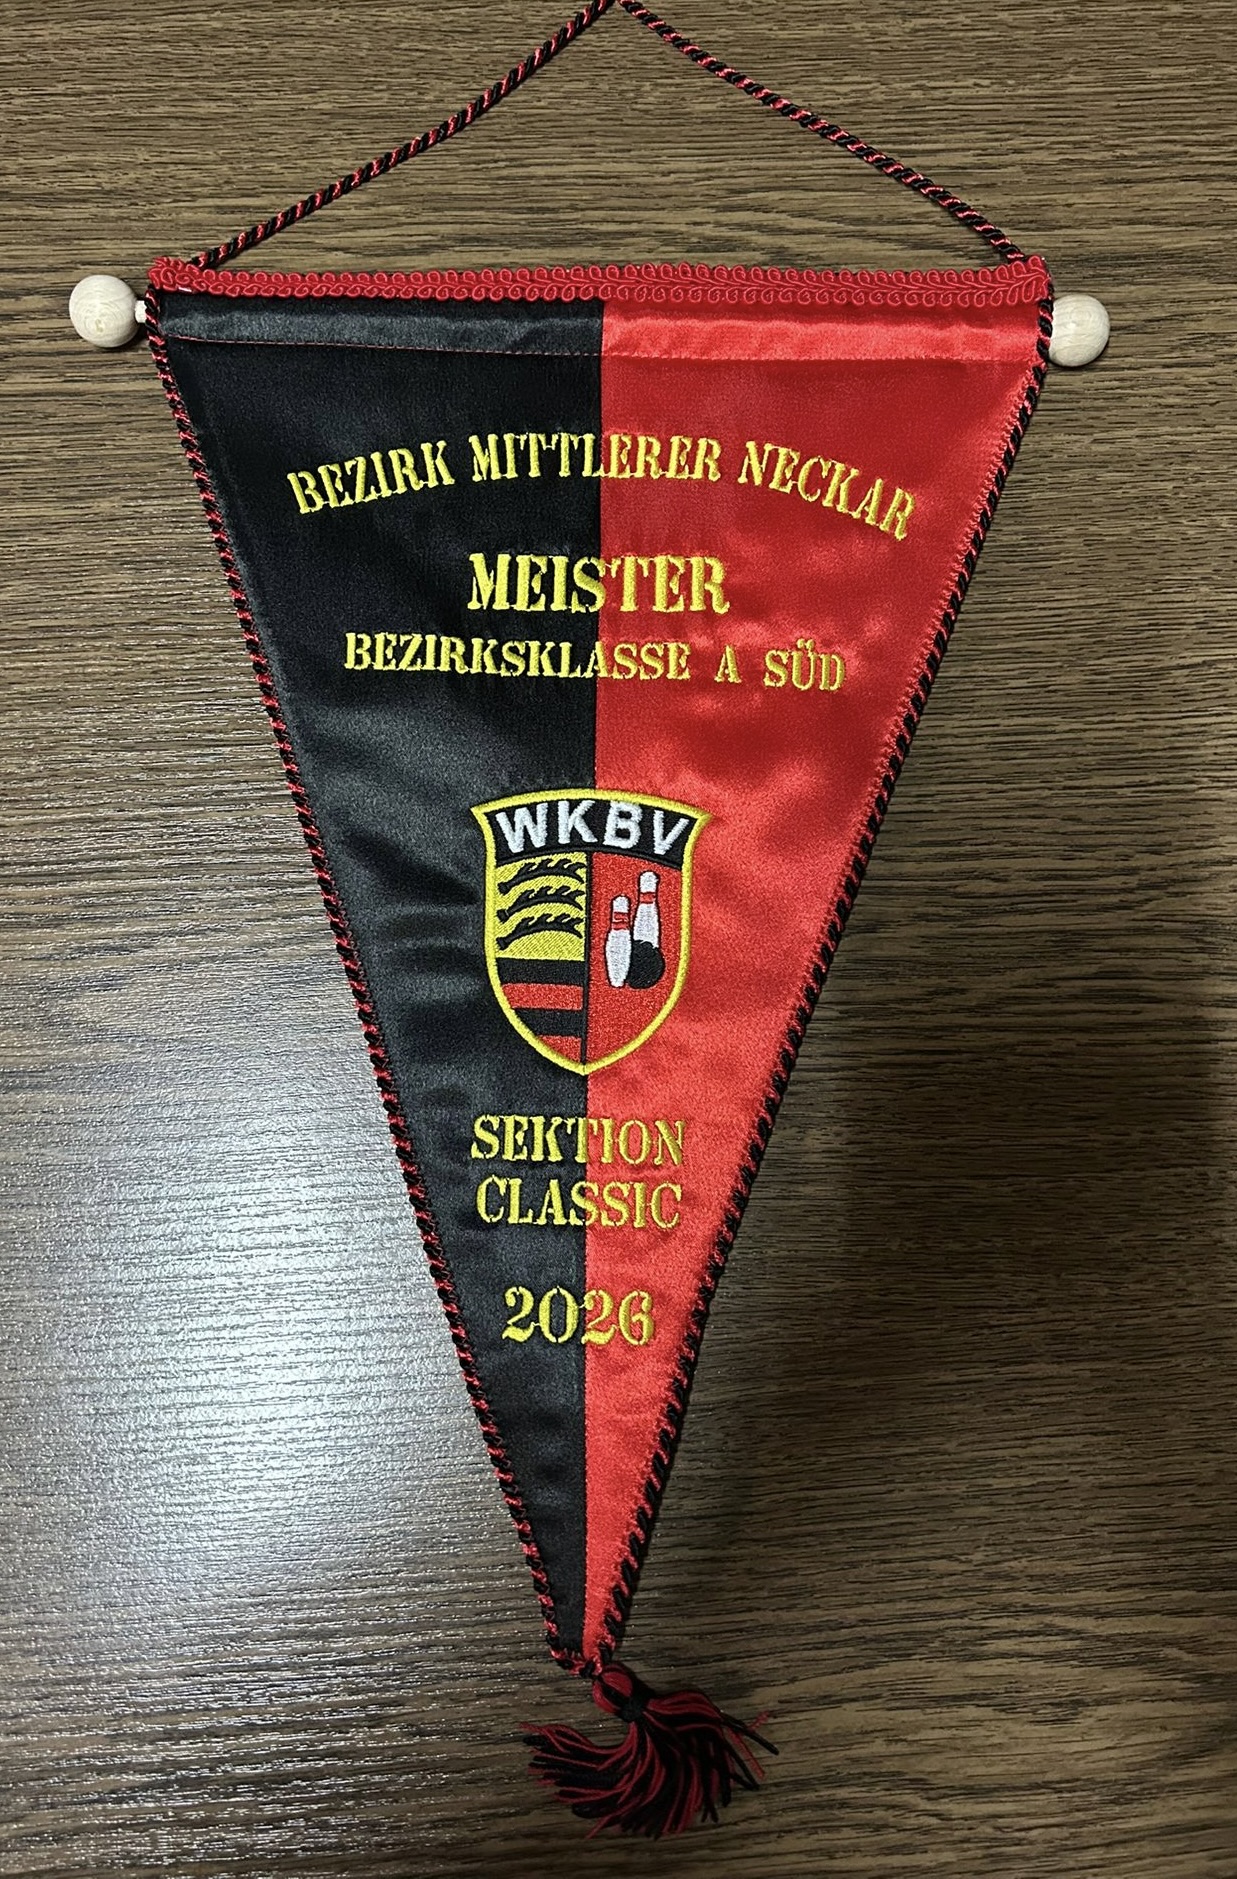 BEZIRK MITTLERER NECKAR
MEISTER
BEZIRKSKLASSE A SÜD
WKBV
SEKTION
CLASSIC
2026